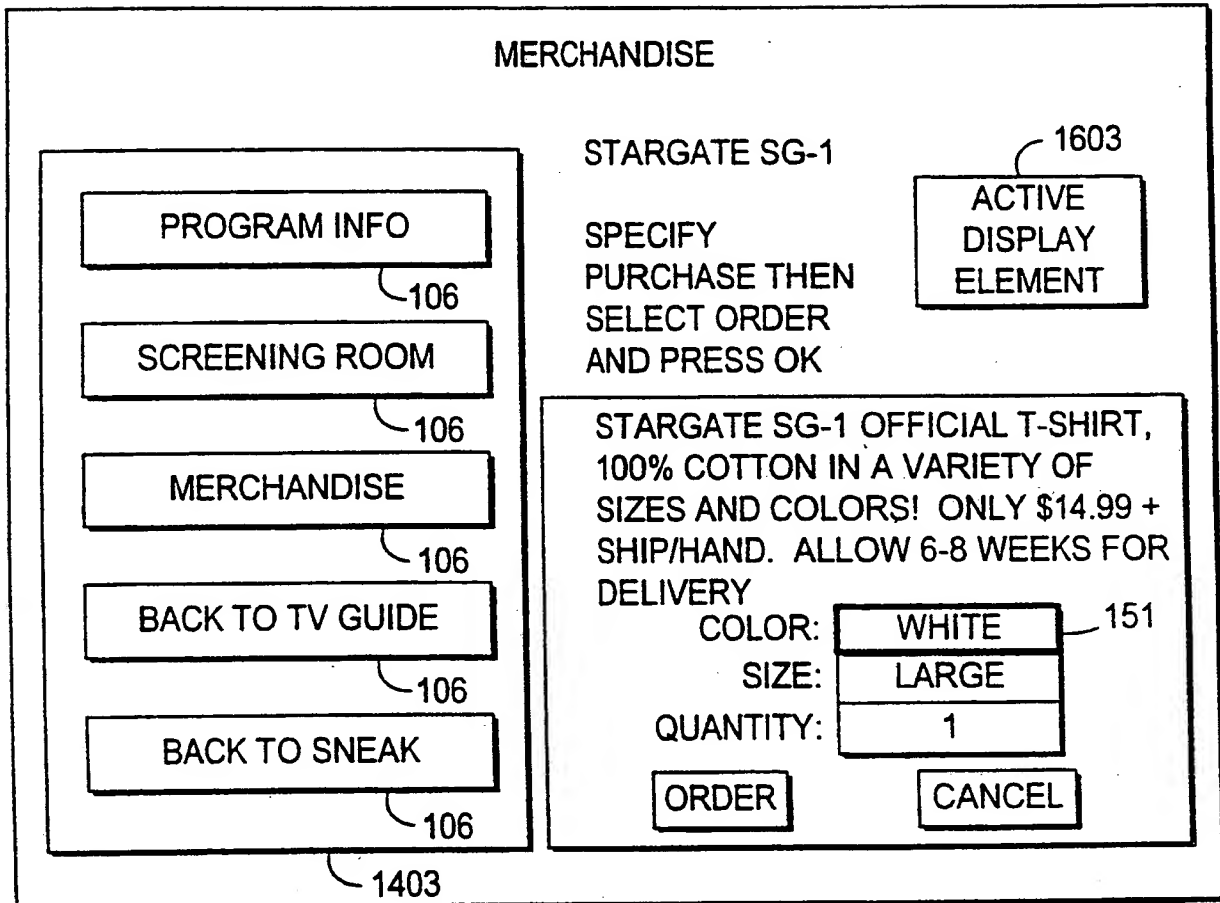 MERCHANDISE
PROGRAM INFO
106
SCREENING ROOM
106
MERCHANDISE
106
BACK TO TV GUIDE
106
BACK TO SNEAK
106
1403
STARGATE SG-1
SPECIFY
PURCHASE THEN
SELECT ORDER
AND PRESS OK
1603
ACTIVE
DISPLAY
ELEMENT
STARGATE SG-1 OFFICIAL T-SHIRT,
100% COTTON IN A VARIETY OF
SIZES AND COLORS! ONLY $14.99 +
SHIP/HAND. ALLOW 6-8 WEEKS FOR
DELIVERY
COLOR: WHITE 151
SIZE: LARGE
QUANTITY: 1
ORDER CANCEL